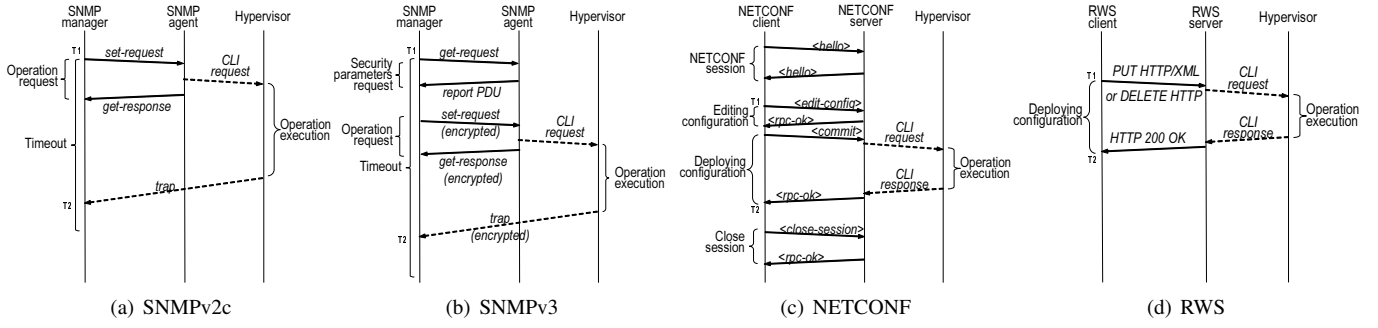 SNMP
manager
SNMP
agent
Hypervisor
T1
set-request
CLI
request
Operation
request
get-response
Operation
execution
Timeout
trap
T2
(a) SNMPv2c
SNMP
manager
SNMP
agent
Hypervisor
T1
get-request
Security
parameters
request
report PDU
set-request
(encrypted)
CLI
request
Operation
request
get-response
(encrypted)
Timeout
Operation
execution
trap
(encrypted)
T2
(b) SNMPv3
NETCONF
client
NETCONF
server
Hypervisor
<hello>
NETCONF
session
<hello>
T1
<edit-config>
Editing
configuration
<rpc-ok>
<commit>
CLI
request
Deploying
configuration
CLI
response
Operation
execution
<rpc-ok>
T2
<close-session>
Close
session
<rpc-ok>
(c) NETCONF
RWS
client
RWS
server
Hypervisor
T1
PUT HTTP/XML
or DELETE HTTP
CLI
request
Deploying
configuration
Operation
execution
CLI
response
HTTP 200 OK
T2
(d) RWS